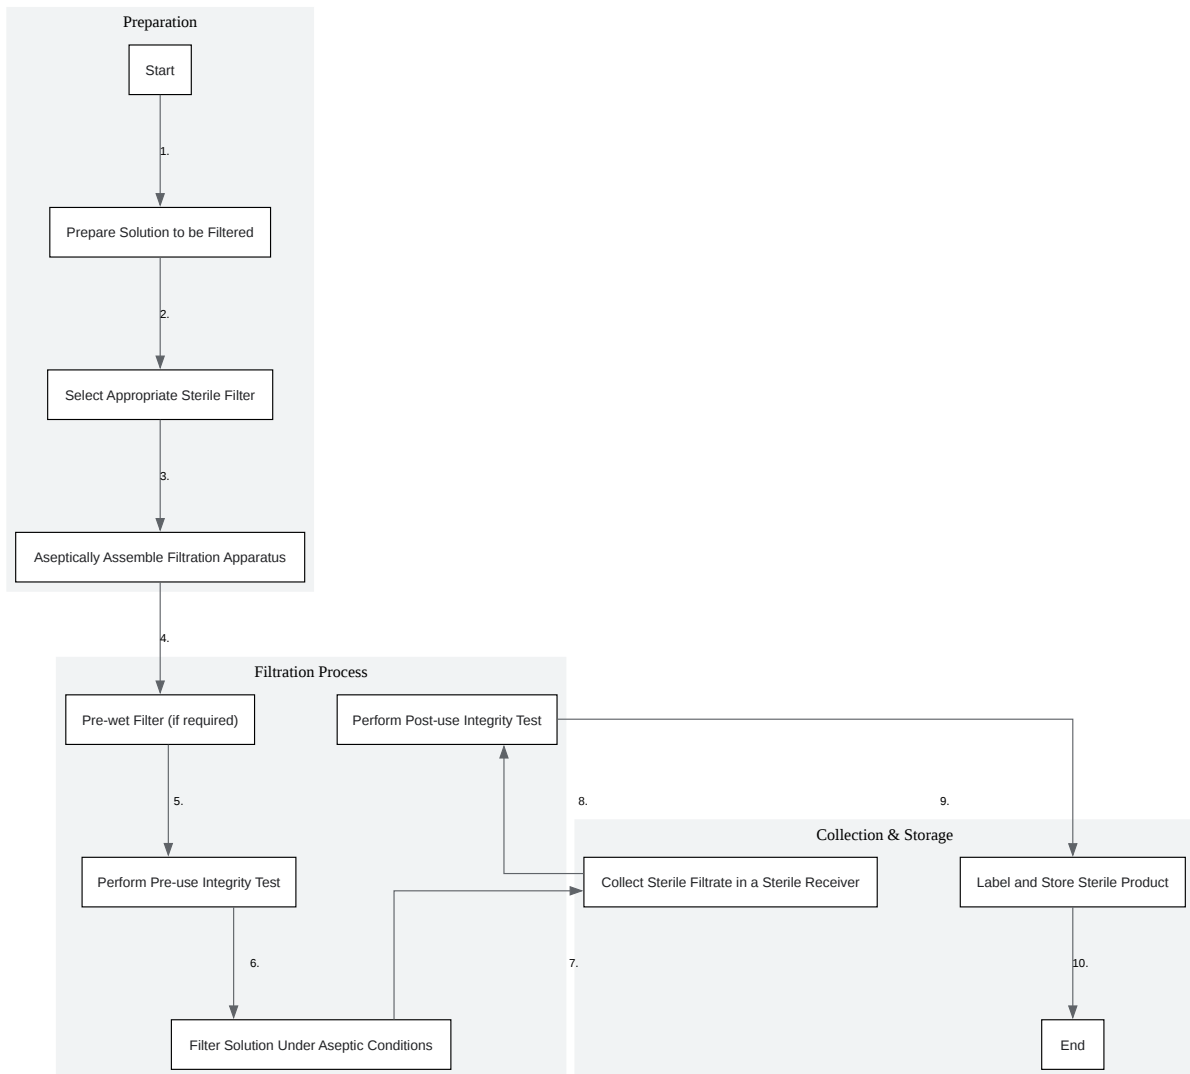 Preparation
Start
1.
Prepare Solution to be Filtered
2.
Select Appropriate Sterile Filter
3.
Aseptically Assemble Filtration Apparatus
4.
Filtration Process
Pre-wet Filter (if required)
Perform Post-use Integrity Test
5.
8.
9.
Collection & Storage
Perform Pre-use Integrity Test
Collect Sterile Filtrate in a Sterile Receiver
Label and Store Sterile Product
6.
7.
10.
Filter Solution Under Aseptic Conditions
End